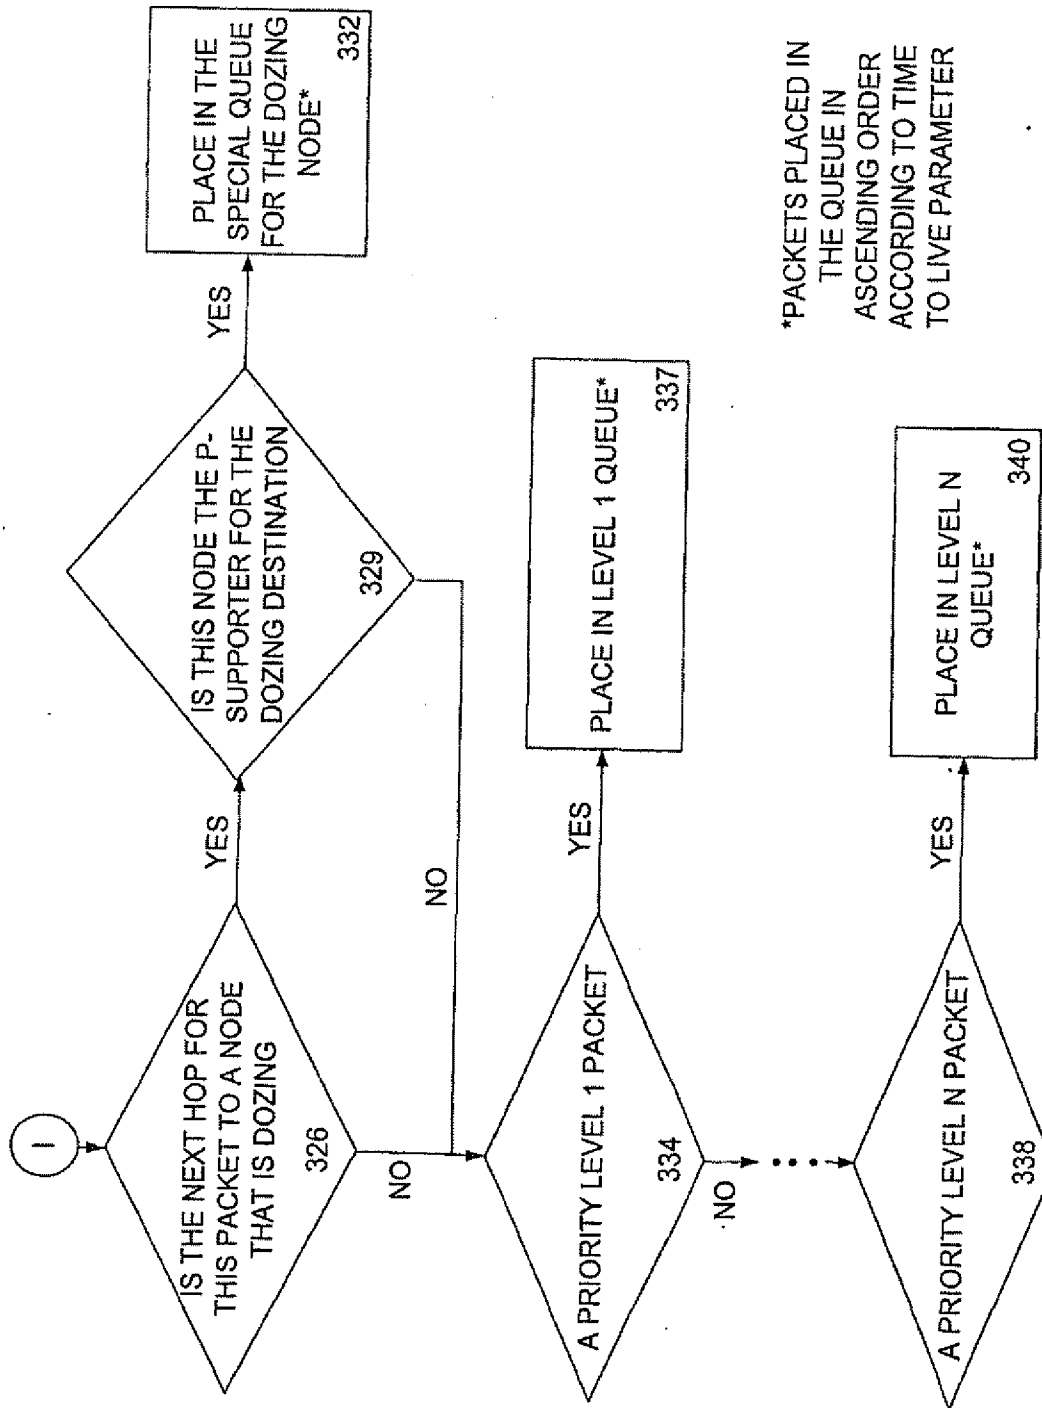 I
IS THE NEXT HOP FOR
THIS PACKET TO A NODE
THAT IS DOZING
326
YES
NO
IS THIS NODE THE P-
SUPPORTER FOR THE
DOZING DESTINATION
329
YES
NO
PLACE IN THE
SPECIAL QUEUE
FOR THE DOZING
NODE*
332
A PRIORITY LEVEL 1 PACKET
334
YES
NO
PLACE IN LEVEL 1 QUEUE*
337
A PRIORITY LEVEL N PACKET
338
YES
PLACE IN LEVEL N
QUEUE*
340
*PACKETS PLACED IN
THE QUEUE IN
ASCENDING ORDER
ACCORDING TO TIME
TO LIVE PARAMETER